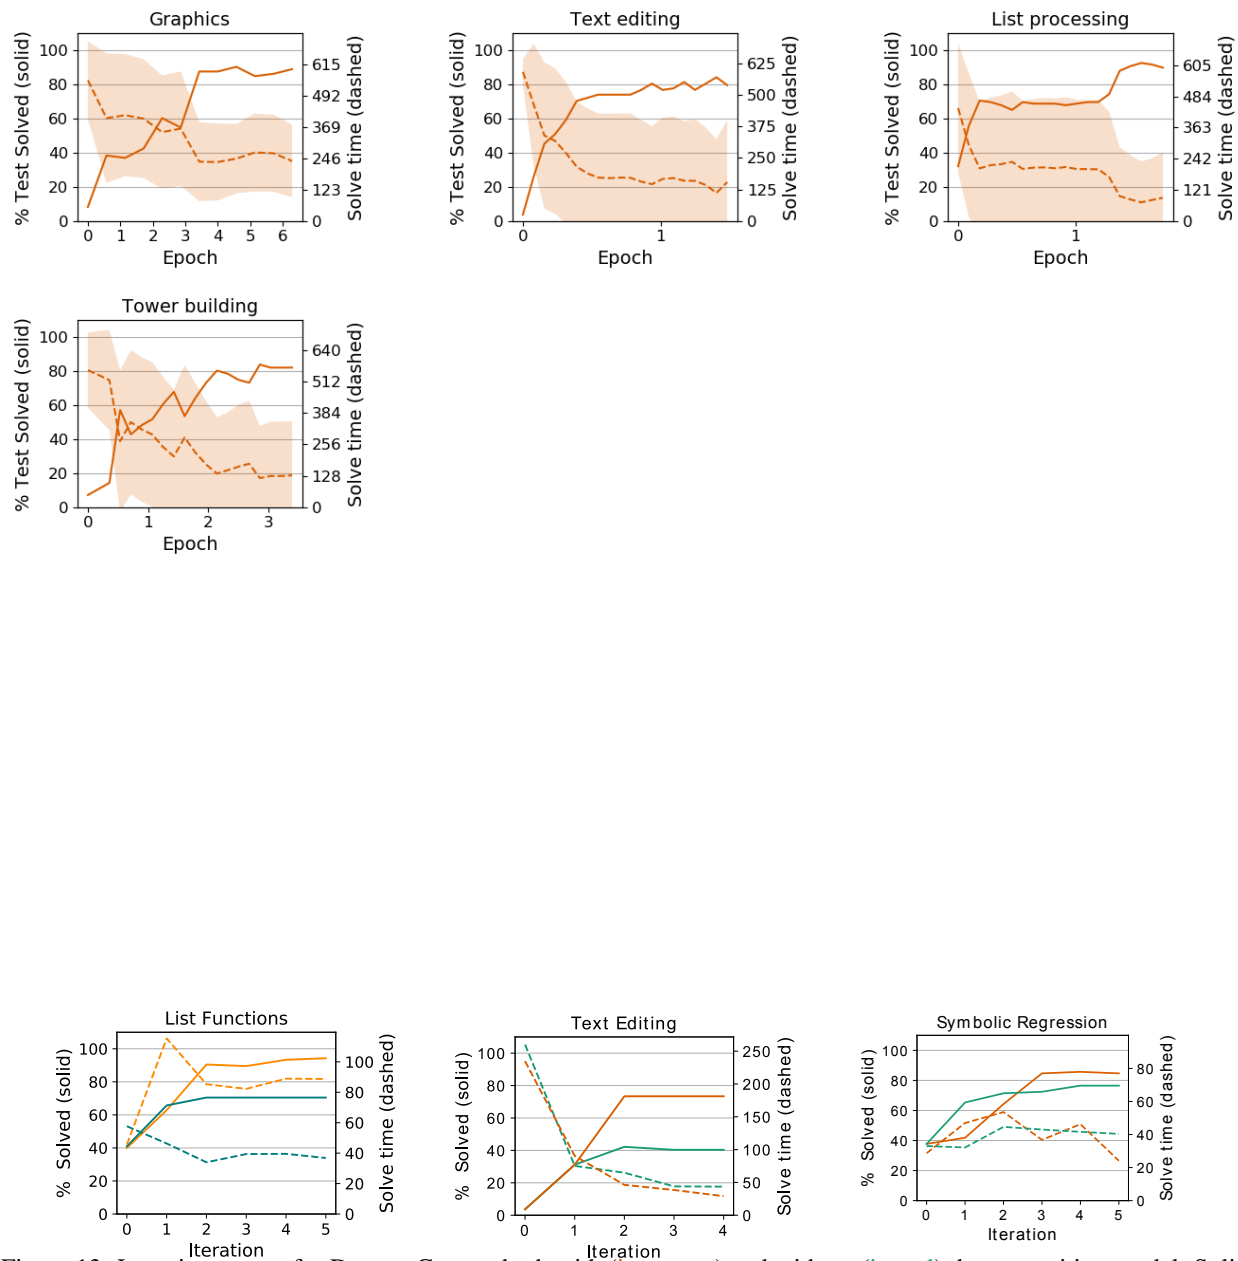 Graphics
% Test Solved (solid)
100
80
60
40
20
0
615
492
369
246
123
0
Solve time (dashed)
0 1 2 3 4 5 6
Epoch
Text editing
% Test Solved (solid)
100
80
60
40
20
0
625
500
375
250
125
0
Solve time (dashed)
0 1
Epoch
List processing
% Test Solved (solid)
100
80
60
40
20
0
605
484
363
242
121
0
Solve time (dashed)
0 1
Epoch
Tower building
% Test Solved (solid)
100
80
60
40
20
0
640
512
384
256
128
0
Solve time (dashed)
0 1 2 3
Epoch
List Functions
% Solved (solid)
100
80
60
40
20
0
100
80
60
40
20
0
Solve time (dashed)
0 1 2 3 4 5
Iteration
Text Editing
% Solved (solid)
100
80
60
40
20
0
250
200
150
100
50
0
Solve time (dashed)
0 1 2 3 4
Iteration
Symbolic Regression
% Solved (solid)
100
80
60
40
20
0
80
60
40
20
0
Solve time (dashed)
0 1 2 3 4 5
Iteration